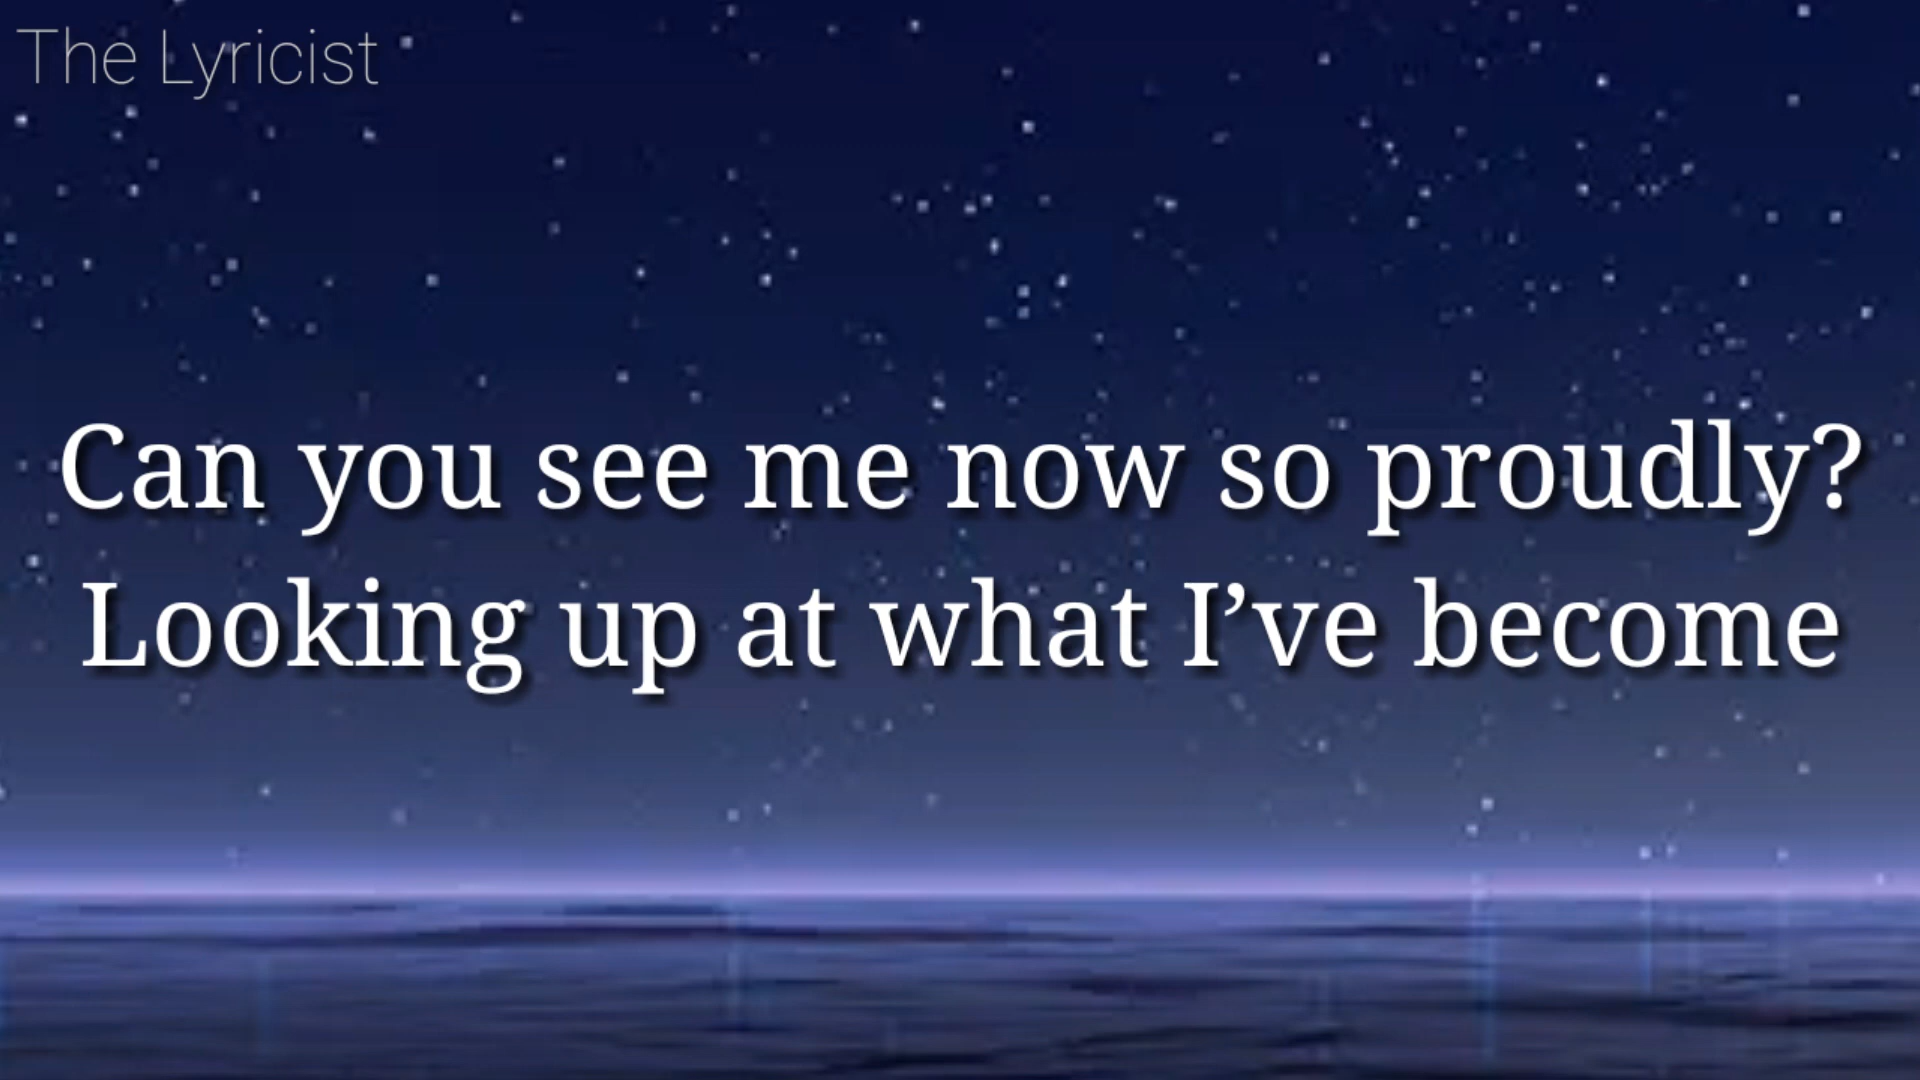 The Lyricist
Can you see me now so proudly?
Looking up at what I’ve become